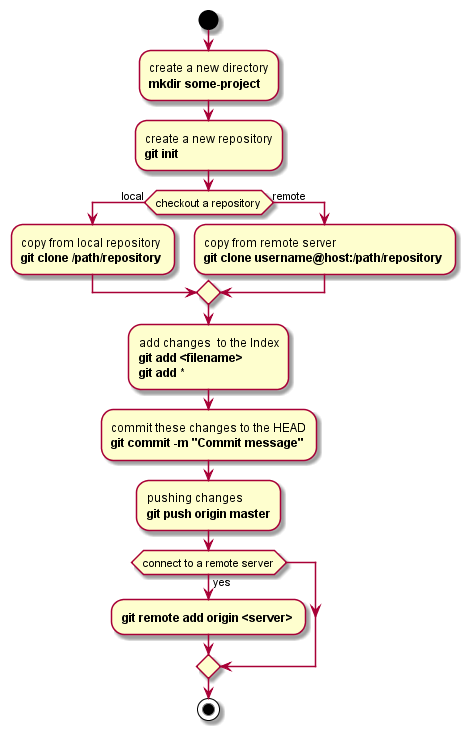 create a new directory
mkdir some-project
create a new repository
git init
local
checkout a repository
remote
copy from local repository
git clone /path/repository
copy from remote server
git clone username@host:/path/repository
add changes  to the Index
git add <filename>
git add *
commit these changes to the HEAD
git commit -m "Commit message"
pushing changes
git push origin master
connect to a remote server
yes
git remote add origin <server>